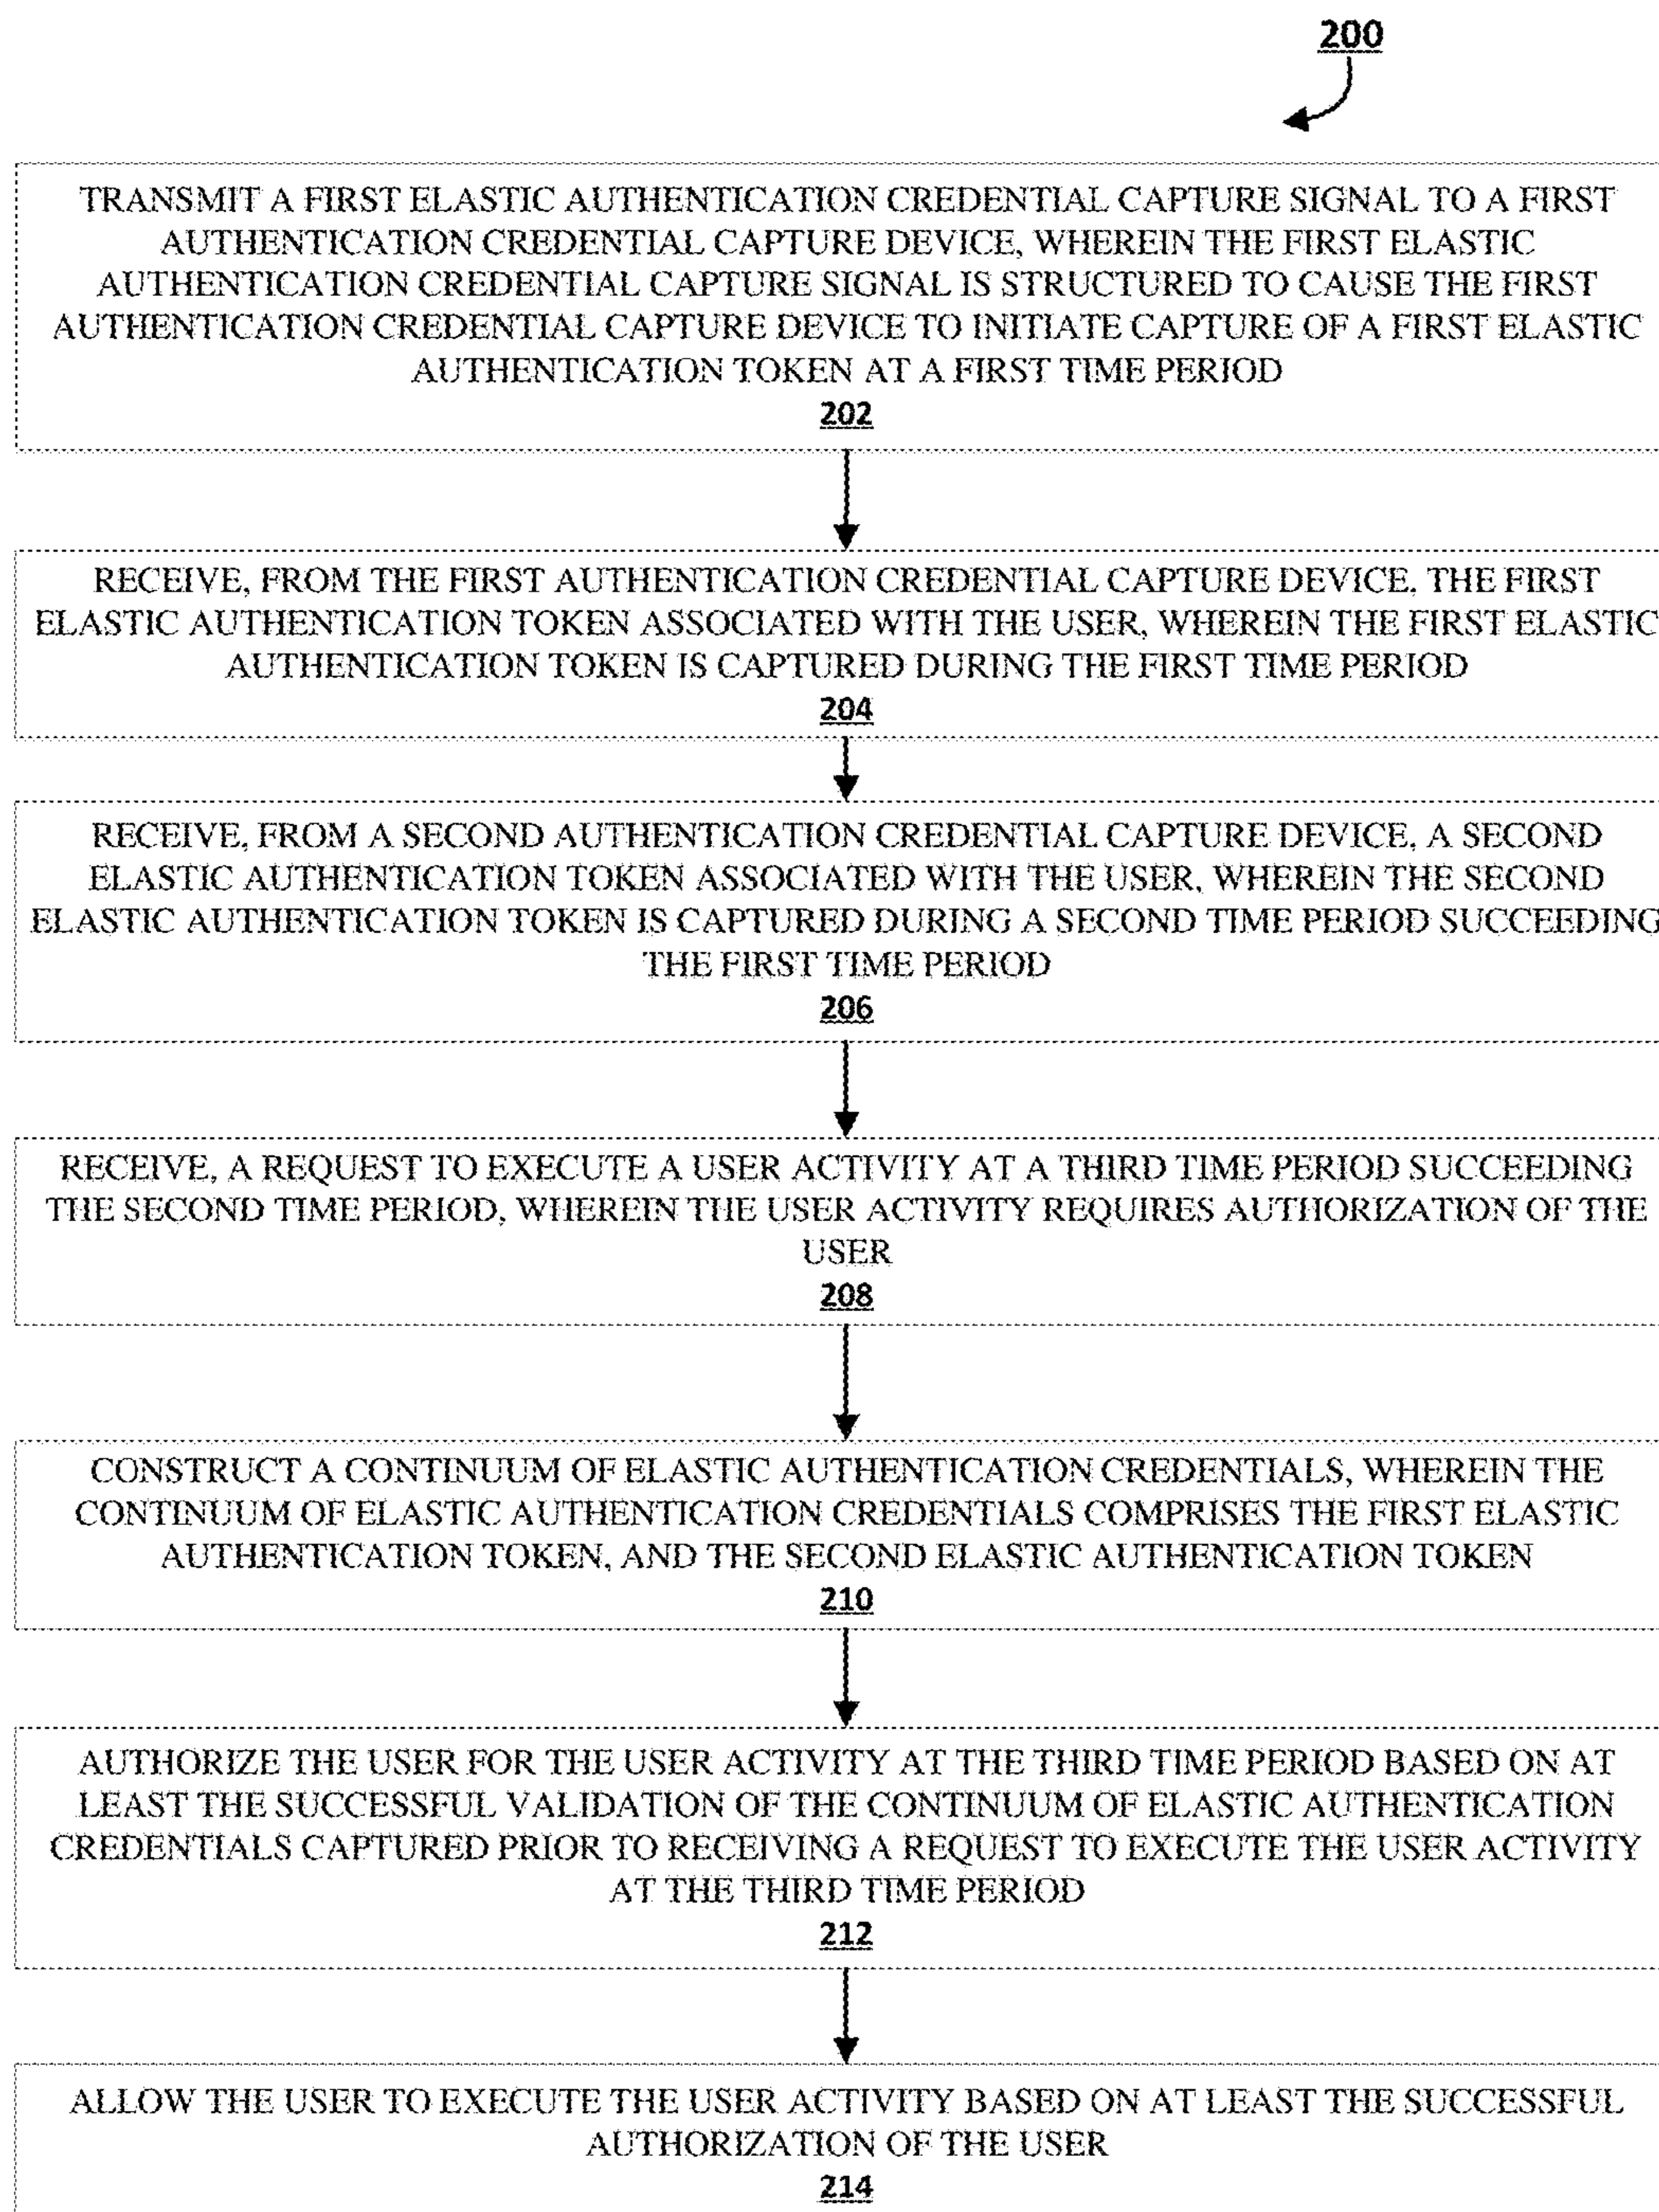 200
TRANSMIT A FIRST ELASTIC AUTHENTICATION CREDENTIAL CAPTURE SIGNAL TO A FIRST
AUTHENTICATION CREDENTIAL CAPTURE DEVICE, WHEREIN THE FIRST ELASTIC
AUTHENTICATION CREDENTIAL CAPTURE SIGNAL IS STRUCTURED TO CAUSE THE FIRST
AUTHENTICATION CREDENTIAL CAPTURE DEVICE TO INITIATE CAPTURE OF A FIRST ELASTIC
AUTHENTICATION TOKEN AT A FIRST TIME PERIOD
202
RECEIVE, FROM THE FIRST AUTHENTICATION CREDENTIAL CAPTURE DEVICE, THE FIRST
ELASTIC AUTHENTICATION TOKEN ASSOCIATED WITH THE USER, WHEREIN THE FIRST ELASTIC
AUTHENTICATION TOKEN IS CAPTURED DURING THE FIRST TIME PERIOD
204
RECEIVE, FROM A SECOND AUTHENTICATION CREDENTIAL CAPTURE DEVICE, A SECOND
ELASTIC AUTHENTICATION TOKEN ASSOCIATED WITH THE USER, WHEREIN THE SECOND
ELASTIC AUTHENTICATION TOKEN IS CAPTURED DURING A SECOND TIME PERIOD SUCCEEDING
THE FIRST TIME PERIOD
206
RECEIVE, A REQUEST TO EXECUTE A USER ACTIVITY AT A THIRD TIME PERIOD SUCCEEDING
THE SECOND TIME PERIOD, WHEREIN THE USER ACTIVITY REQUIRES AUTHORIZATION OF THE
USER
208
CONSTRUCT A CONTINUUM OF ELASTIC AUTHENTICATION CREDENTIALS, WHEREIN THE
CONTINUUM OF ELASTIC AUTHENTICATION CREDENTIALS COMPRISES THE FIRST ELASTIC
AUTHENTICATION TOKEN, AND THE SECOND ELASTIC AUTHENTICATION TOKEN
210
AUTHORIZE THE USER FOR THE USER ACTIVITY AT THE THIRD TIME PERIOD BASED ON AT
LEAST THE SUCCESSFUL VALIDATION OF THE CONTINUUM OF ELASTIC AUTHENTICATION
CREDENTIALS CAPTURED PRIOR TO RECEIVING A REQUEST TO EXECUTE THE USER ACTIVITY
AT THE THIRD TIME PERIOD
212
ALLOW THE USER TO EXECUTE THE USER ACTIVITY BASED ON AT LEAST THE SUCCESSFUL
AUTHORIZATION OF THE USER
214